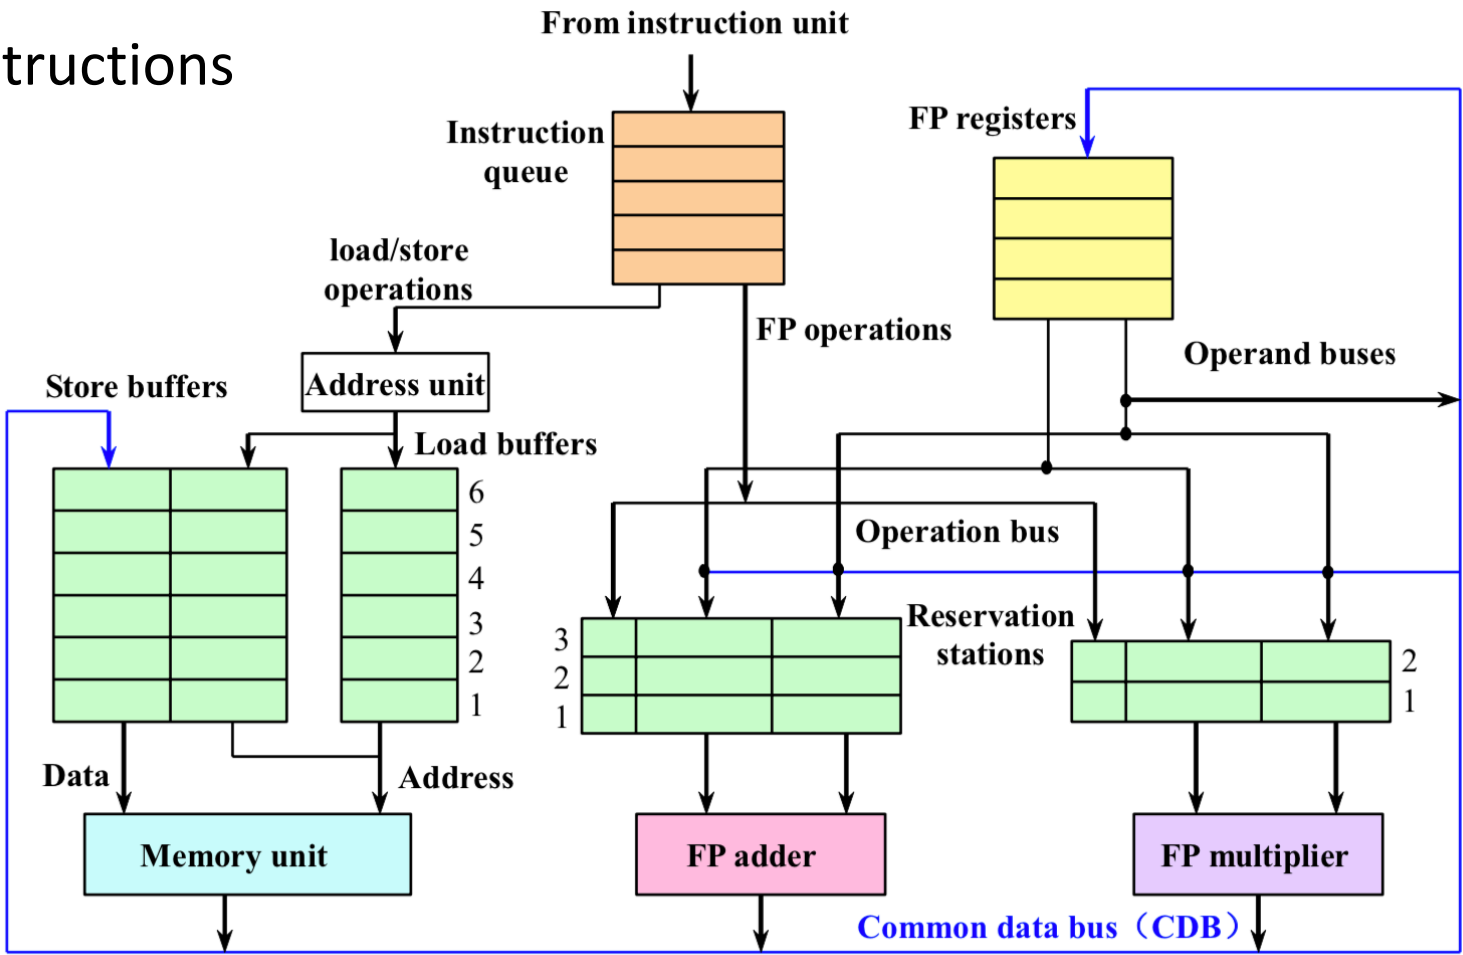 From instruction unit
tructions
FP registers
Instruction
queue
load/store
operations
FP operations
Operand buses
Address unit
Store buffers
Load buffers
6
5
4
3
2
1
Operation bus
Reservation
stations
3
2
1
2
1
Data
Address
Memory unit
FP adder
FP multiplier
Common data bus（CDB）